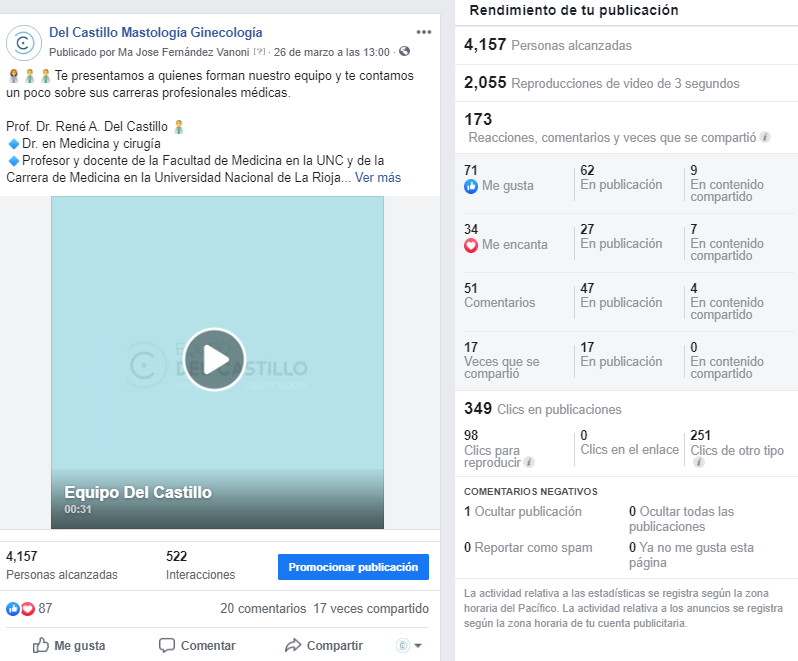 Del Castillo Mastología Ginecología
Publicado por Ma Jose Fernández Vanoni [?] · 26 de marzo a las 13:00 ·
Te presentamos a quienes forman nuestro equipo y te contamos
un poco sobre sus carreras profesionales médicas.
Prof. Dr. René A. Del Castillo
Dr. en Medicina y cirugía
Profesor y docente de la Facultad de Medicina en la UNC y de la
Carrera de Medicina en la Universidad Nacional de La Rioja... Ver más
EQUIPO
DEL CASTILLO
Equipo Del Castillo
00:31
4,157
Personas alcanzadas
522
Interacciones
Promocionar publicación
87
20 comentarios 17 veces compartido
Me gusta
Comentar
Compartir
Rendimiento de tu publicación
4,157 Personas alcanzadas
2,055 Reproducciones de video de 3 segundos
173
Reacciones, comentarios y veces que se compartió
71
Me gusta
62
En publicación
9
En contenido
compartido
34
Me encanta
27
En publicación
7
En contenido
compartido
51
Comentarios
47
En publicación
4
En contenido
compartido
17
Veces que se
compartió
17
En publicación
0
En contenido
compartido
349 Clics en publicaciones
98
Clics para
reproducir
0
Clics en el enlace
251
Clics de otro tipo
COMENTARIOS NEGATIVOS
1 Ocultar publicación
0 Ocultar todas las
publicaciones
0 Reportar como spam
0 Ya no me gusta esta
página
La actividad relativa a las estadísticas se registra según la zona
horaria del Pacífico. La actividad relativa a los anuncios se registra
según la zona horaria de tu cuenta publicitaria.